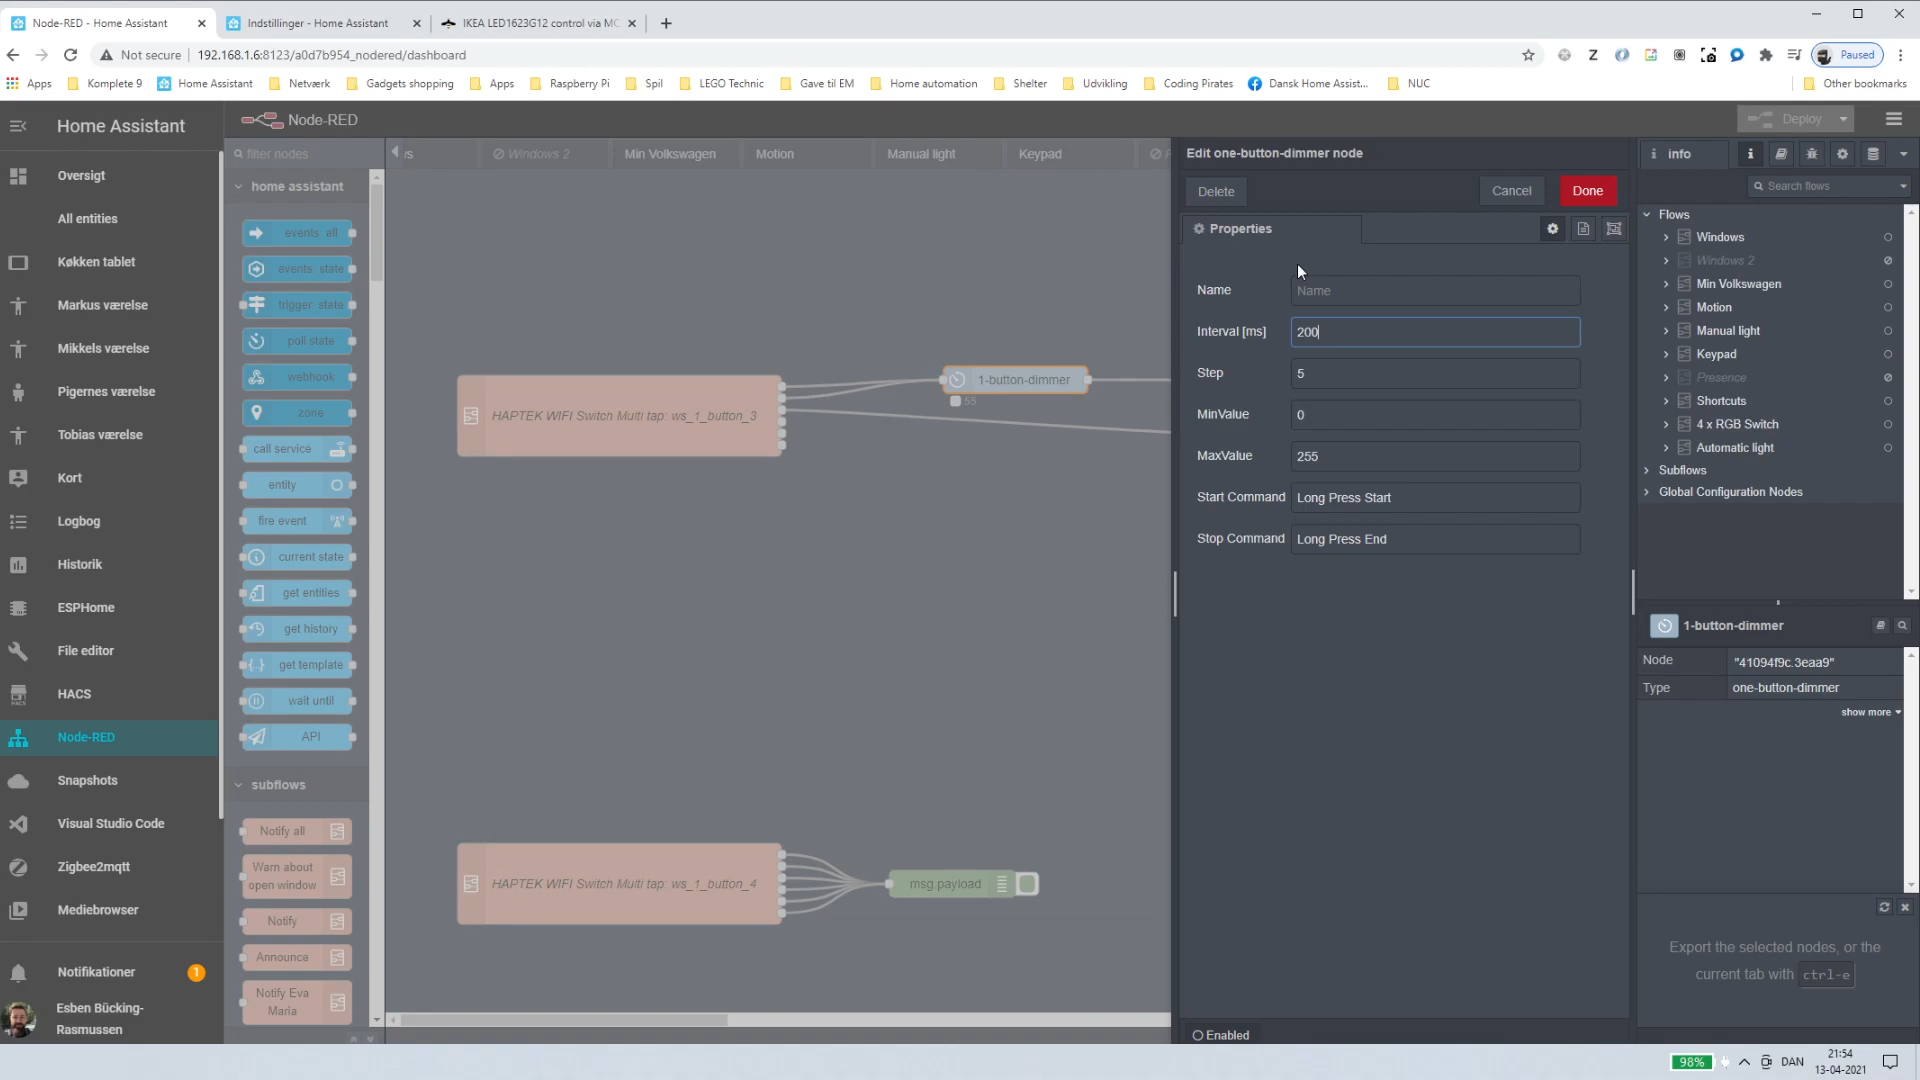 Node-RED - Home Assistant
Indstillinger - Home Assistant
IKEA LED1623G12 control via MQ
Not secure
192.168.1.6:8123/a0d7b954_nodered/dashboard
Paused
Apps
Komplete 9
Home Assistant
Netværk
Gadgets shopping
Apps
Raspberry Pi
Spil
LEGO Technic
Gave til EM
Home automation
Shelter
Udvikling
Coding Pirates
Dansk Home Assist...
NUC
Other bookmarks
Home Assistant
Node-RED
Deploy
Oversigt
All entities
Køkken tablet
Markus værelse
Mikkels værelse
Pigernes værelse
Tobias værelse
Kort
Logbog
Historik
ESPHome
File editor
HACS
Node-RED
Snapshots
Visual Studio Code
Zigbee2mqtt
Mediebrowser
Notifikationer
1
Esben Bücking-
Rasmussen
filter nodes
home assistant
events: all
events: state
trigger: state
poll state
webhook
zone
call service
entity
fire event
current state
get entities
get history
get template
wait until
API
subflows
Notify all
Warn about
open window
Notify
Announce
Notify Eva
Maria
Windows 2
Min Volkswagen
Motion
Manual light
Keypad
HAPTEK WIFI Switch Multi tap: ws_1_button_3
1-button-dimmer
55
HAPTEK WIFI Switch Multi tap: ws_1_button_4
msg.payload
Edit one-button-dimmer node
Delete
Cancel
Done
Properties
Name
Name
Interval [ms]
200
Step
5
MinValue
0
MaxValue
255
Start Command
Long Press Start
Stop Command
Long Press End
Enabled
info
Search flows
Flows
Windows
Windows 2
Min Volkswagen
Motion
Manual light
Keypad
Presence
Shortcuts
4 x RGB Switch
Automatic light
Subflows
Global Configuration Nodes
1-button-dimmer
Node
"41094f9c.3eaa9"
Type
one-button-dimmer
show more
Export the selected nodes, or the
current tab with ctrl-e
98%
DAN
21:54
13-04-2021